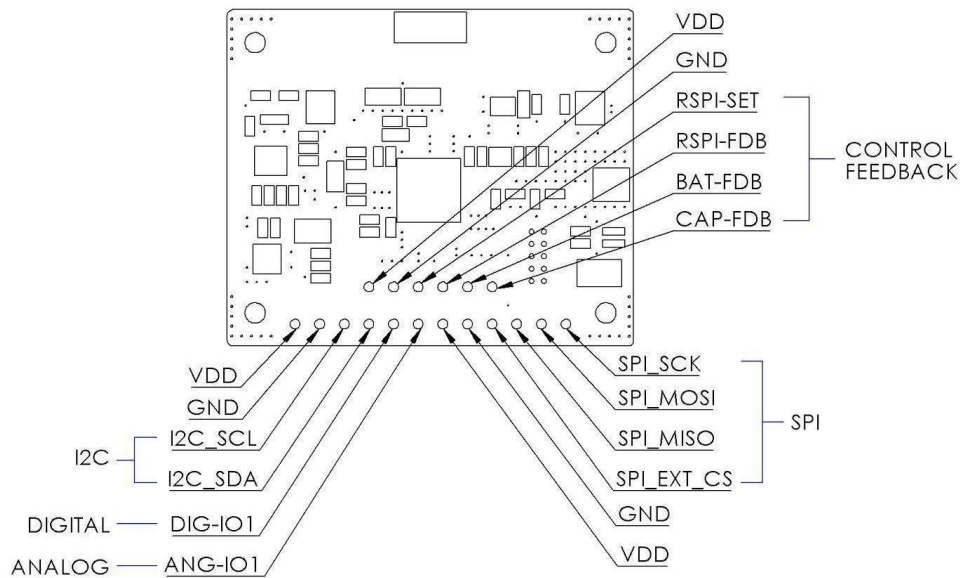 VDD
GND
RSPI-SET
RSPI-FDB
BAT-FDB
CAP-FDB
CONTROL
FEEDBACK
VDD
GND
I2C
I2C_SCL
I2C_SDA
DIGITAL
DIG-IO1
ANALOG
ANG-IO1
SPI_SCK
SPI_MOSI
SPI_MISO
SPI_EXT_CS
SPI
GND
VDD